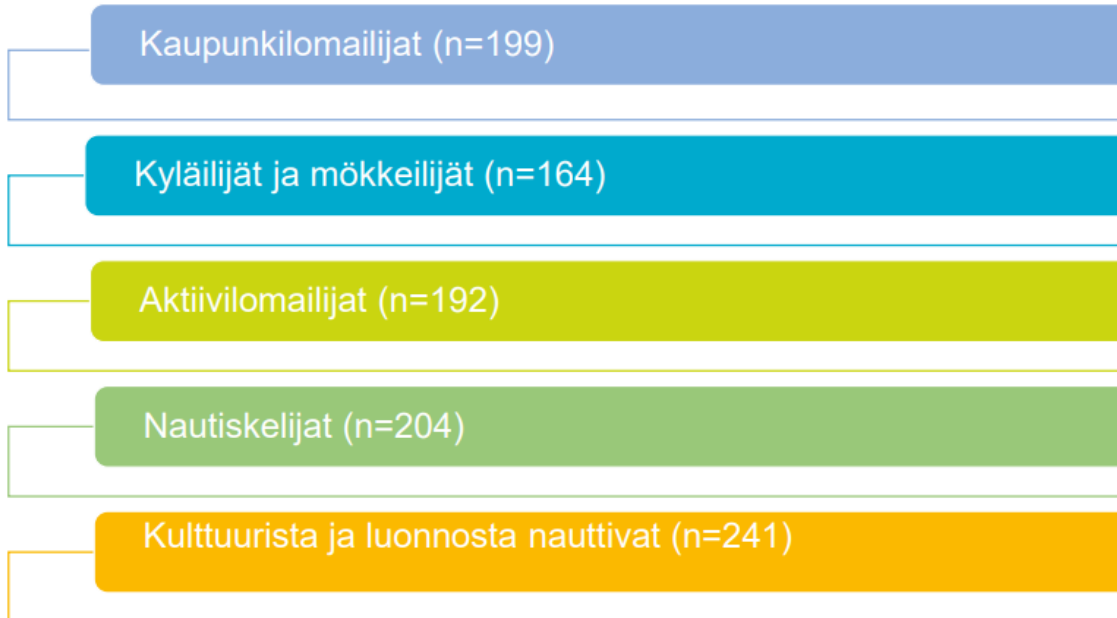 Kaupunkilomailijat (n=199)
Kyläilijät ja mökkeilijät (n=164)
Aktiivilomailijat (n=192)
Nautiskelijat (n=204)
Kulttuurista ja luonnosta nauttivat (n=241)